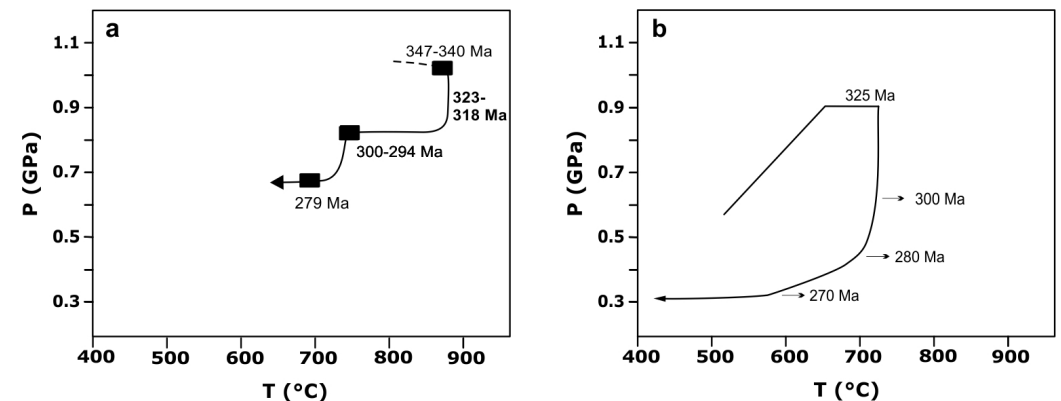 a
P (GPa)
1.1
0.9
0.7
0.5
0.3
347-340 Ma
323-
318 Ma
300-294 Ma
279 Ma
400 500 600 700 800 900
T (°C)
b
P (GPa)
1.1
0.9
0.7
0.5
0.3
325 Ma
300 Ma
280 Ma
270 Ma
400 500 600 700 800 900
T (°C)